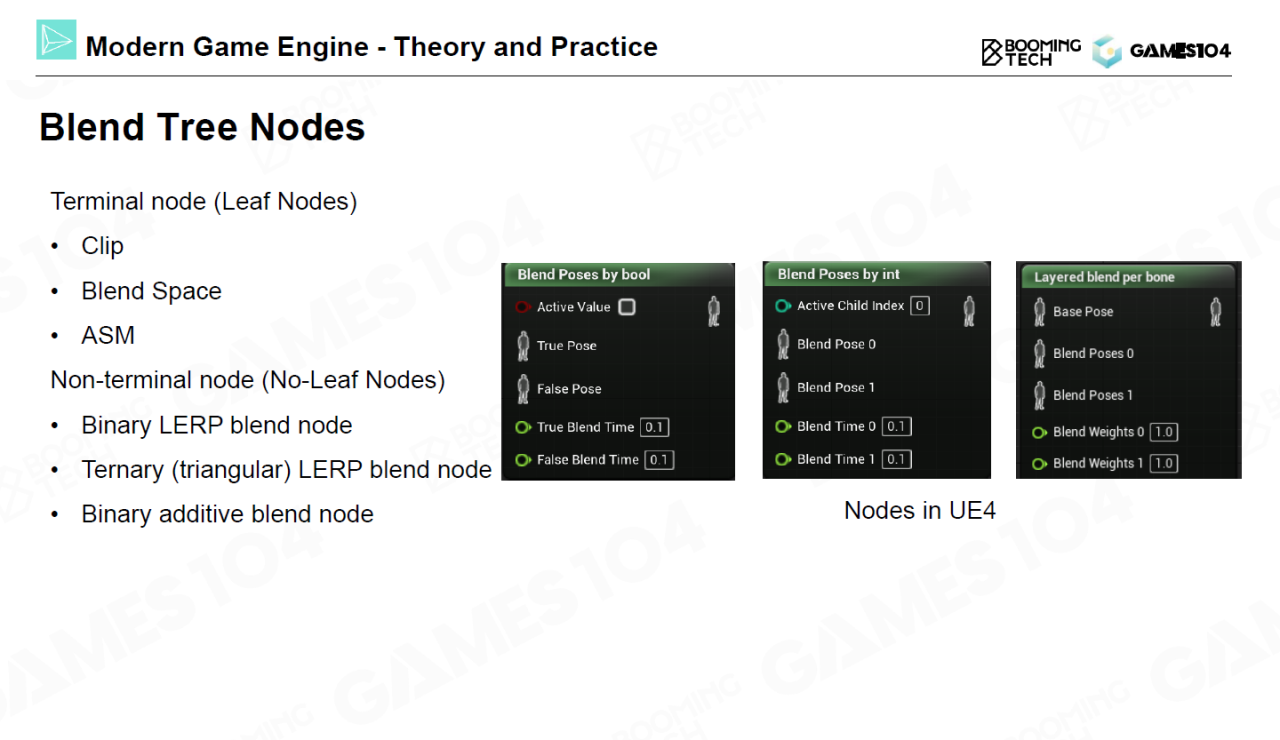 Modern Game Engine - Theory and Practice
BOOMING
TECH
GAMES104
Blend Tree Nodes
Terminal node (Leaf Nodes)
• Clip
• Blend Space
• ASM
Non-terminal node (No-Leaf Nodes)
• Binary LERP blend node
• Ternary (triangular) LERP blend node
• Binary additive blend node
Blend Poses by bool
Active Value
True Pose
False Pose
True Blend Time 0.1
False Blend Time 0.1
Blend Poses by int
Active Child Index 0
Blend Pose 0
Blend Pose 1
Blend Time 0 0.1
Blend Time 1 0.1
Layered blend per bone
Base Pose
Blend Poses 0
Blend Poses 1
Blend Weights 0 1.0
Blend Weights 1 1.0
Nodes in UE4